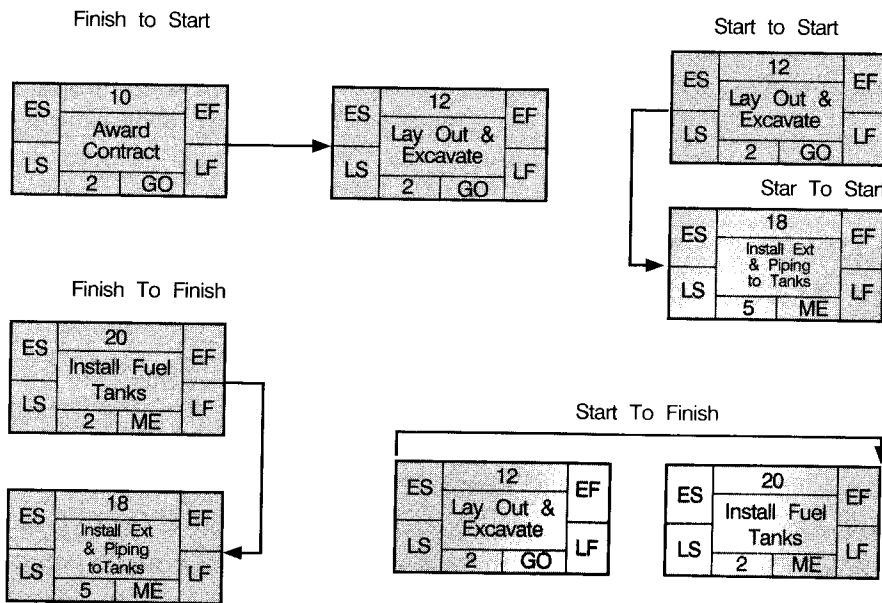 Finish to Start
ES
10
EF
Award
Contract
LS
2
GO
LF
ES
12
EF
Lay Out &
Excavate
LS
2
GO
LF
Start to Start
ES
12
EF
Lay Out &
LS
Excavate
LF
2
GO
Star To Start
ES
18
EF
Install Ext
& Piping
to Tanks
LS
5
ME
LF
Finish To Finish
ES
20
EF
Install Fuel
Tanks
LS
2
ME
LF
ES
18
EF
Install Ext
& Piping
toTanks
LS
5
ME
LF
Start To Finish
ES
12
EF
Lay Out &
Excavate
LS
2
GO
LF
ES
20
EF
Install Fuel
Tanks
LS
2
ME
LF